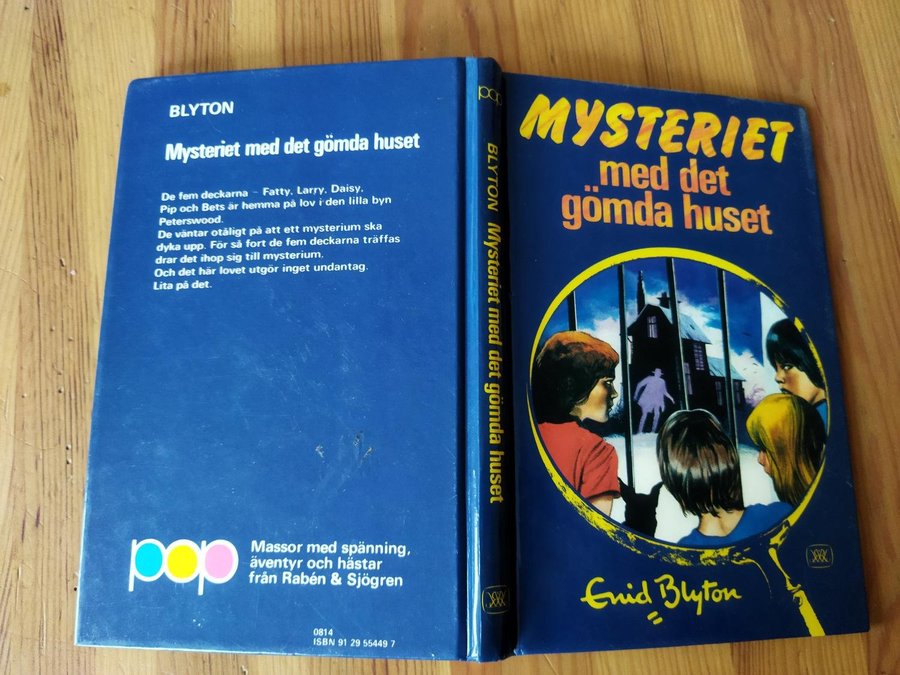 BLYTON
Mysteriet med det gömda huset
De fem deckarna – Fatty, Larry, Daisy,
Pip och Bets är hemma på lov i den lilla byn
Peterswood.
De väntar otåligt på att ett mysterium ska
dyka upp. För så fort de fem deckarna träffas
drar det ihop sig till mysterium.
Och det här lovet utgör inget undantag.
Lita på det.
pop
Massor med spänning,
äventyr och hästar
från Rabén & Sjögren
0814
ISBN 91 29 55449 7
pop
BLYTON Mysteriet med det gömda huset
MYSTERIET
med det
gömda huset
Enid Blyton